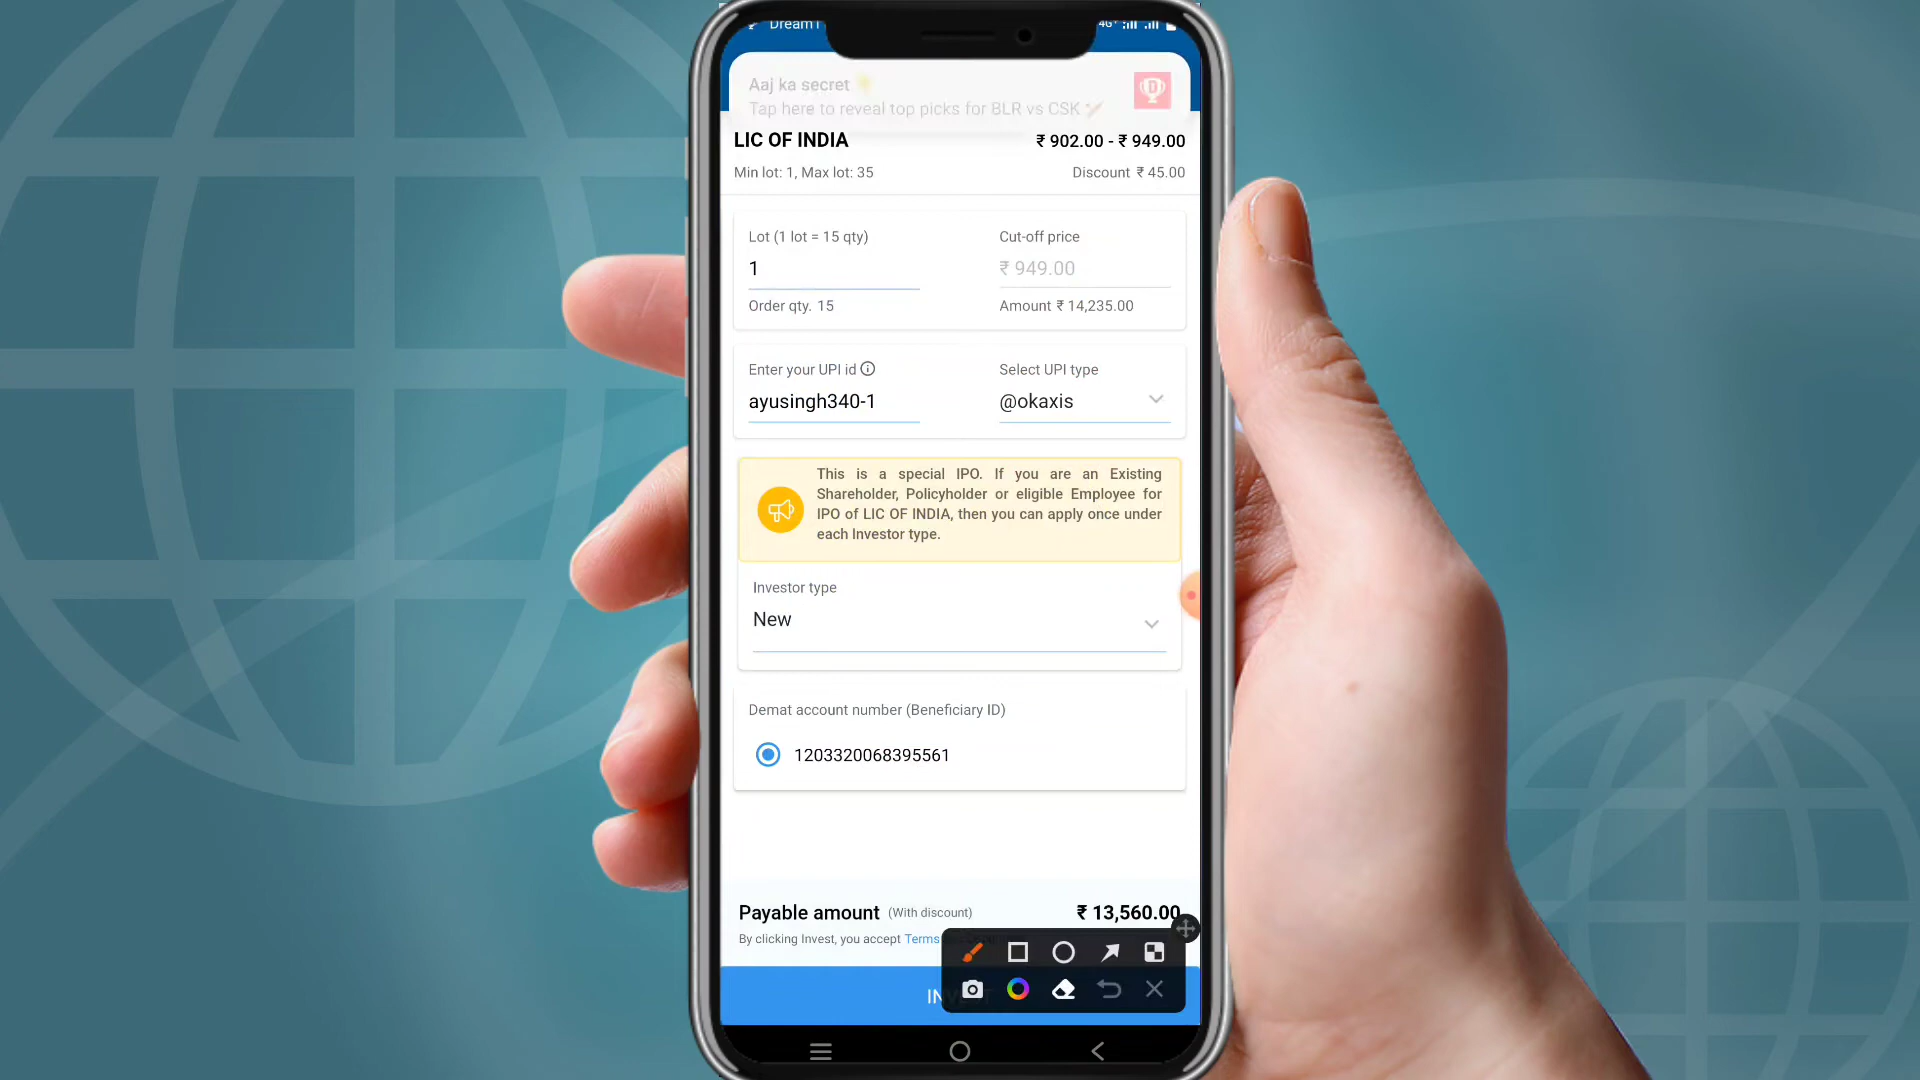 Dream1
4G+
Aaj ka secret
Tap here to reveal top picks for BLR vs CSK
LIC OF INDIA
₹ 902.00 - ₹ 949.00
Min lot: 1, Max lot: 35
Discount ₹ 45.00
Lot (1 lot = 15 qty)
Cut-off price
1
₹ 949.00
Order qty. 15
Amount ₹ 14,235.00
Enter your UPI id
Select UPI type
ayusingh340-1
@okaxis
This is a special IPO. If you are an Existing
Shareholder, Policyholder or eligible Employee for
IPO of LIC OF INDIA, then you can apply once under
each Investor type.
Investor type
New
Demat account number (Beneficiary ID)
1203320068395561
Payable amount (With discount)
₹ 13,560.00
By clicking Invest, you accept Terms